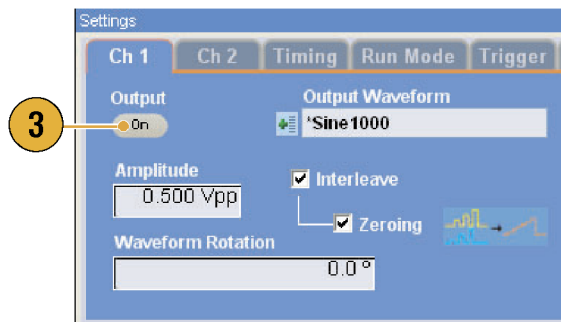 Settings
Ch 1 Ch 2 Timing Run Mode Trigger
Output Output Waveform
3 On *Sine1000
Amplitude
0.500 Vpp Interleave
Zeroing
Waveform Rotation
0.0 °